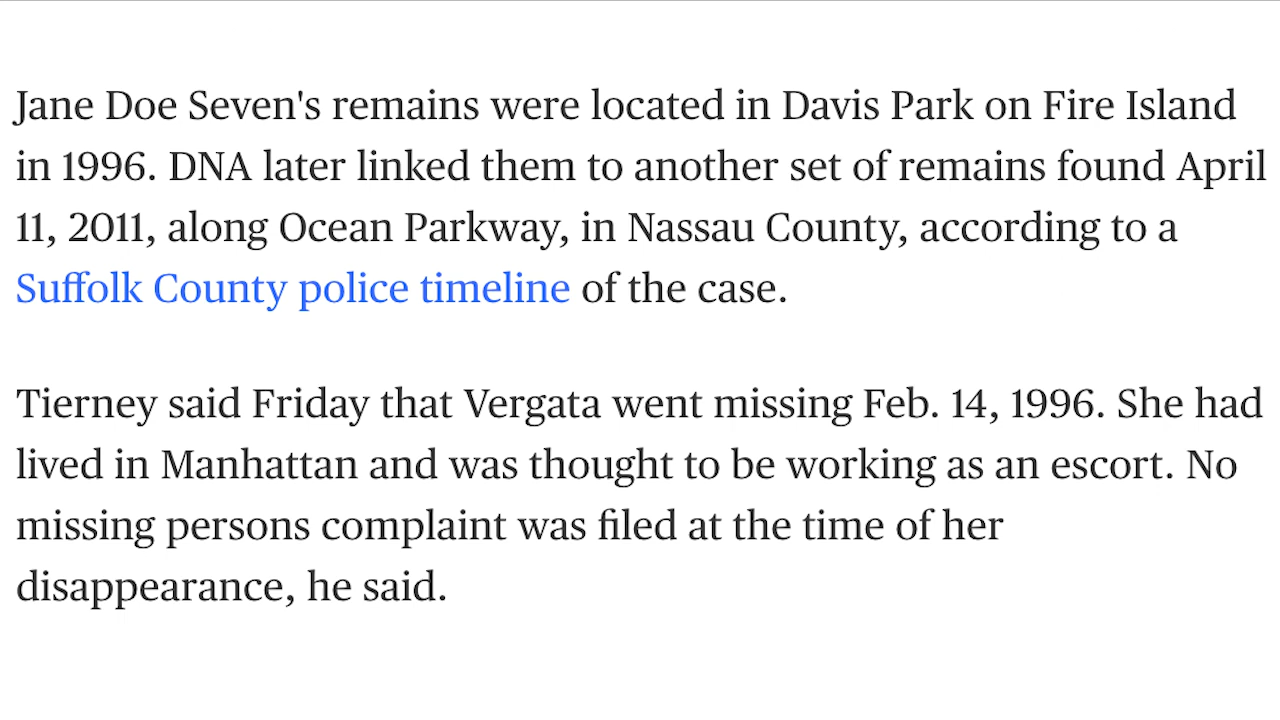 Jane Doe Seven's remains were located in Davis Park on Fire Island
in 1996. DNA later linked them to another set of remains found April
11, 2011, along Ocean Parkway, in Nassau County, according to a
Suffolk County police timeline of the case.
Tierney said Friday that Vergata went missing Feb. 14, 1996. She had
lived in Manhattan and was thought to be working as an escort. No
missing persons complaint was filed at the time of her
disappearance, he said.